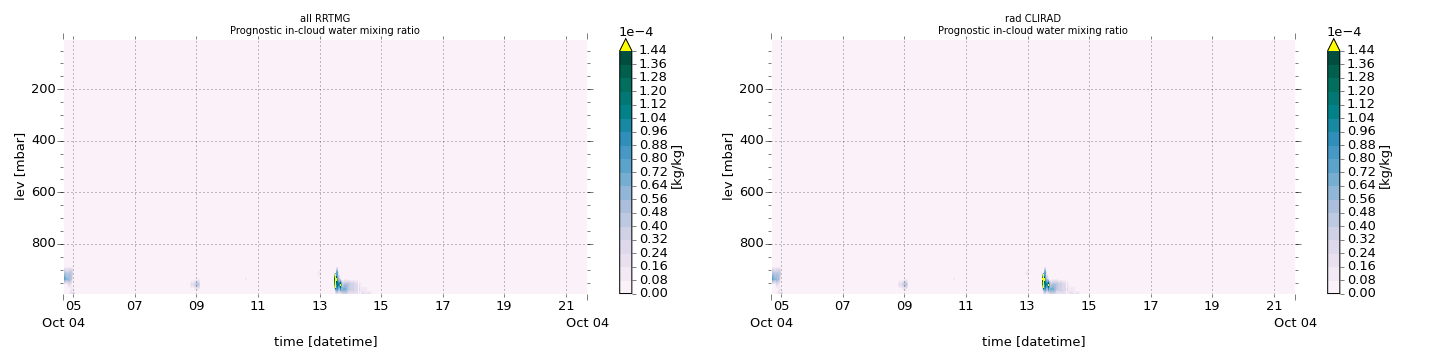 all RRTMG
Prognostic in-cloud water mixing ratio
1e−4
1.44
1.36
1.28
1.20
1.12
1.04
0.96
0.88
0.80
0.72
0.64
0.56
0.48
0.40
0.32
0.24
0.16
0.08
0.00
[kg/kg]
200
400
600
800
lev [mbar]
05 07 09 11 13 15 17 19 21
Oct 04 Oct 04
time [datetime]
rad CLIRAD
Prognostic in-cloud water mixing ratio
1e−4
1.44
1.36
1.28
1.20
1.12
1.04
0.96
0.88
0.80
0.72
0.64
0.56
0.48
0.40
0.32
0.24
0.16
0.08
0.00
[kg/kg]
200
400
600
800
lev [mbar]
05 07 09 11 13 15 17 19 21
Oct 04 Oct 04
time [datetime]